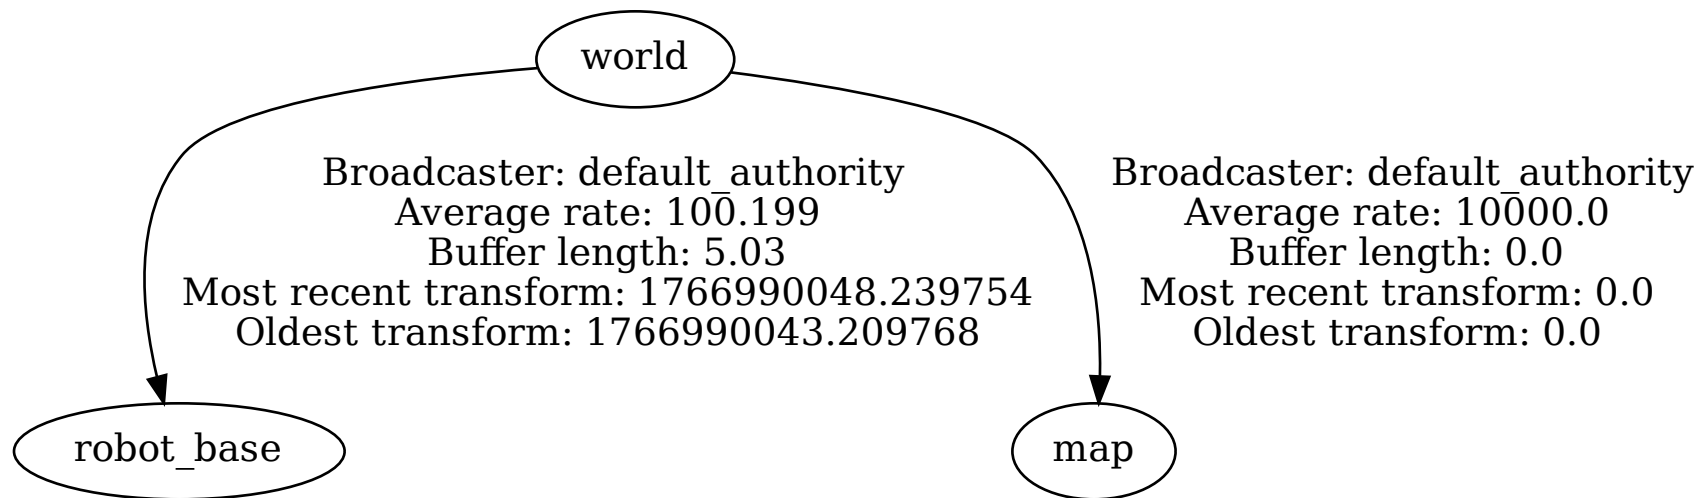 world
Broadcaster: default_authority
Average rate: 100.199
Buffer length: 5.03
Most recent transform: 1766990048.239754
Oldest transform: 1766990043.209768
Broadcaster: default_authority
Average rate: 10000.0
Buffer length: 0.0
Most recent transform: 0.0
Oldest transform: 0.0
robot_base
map